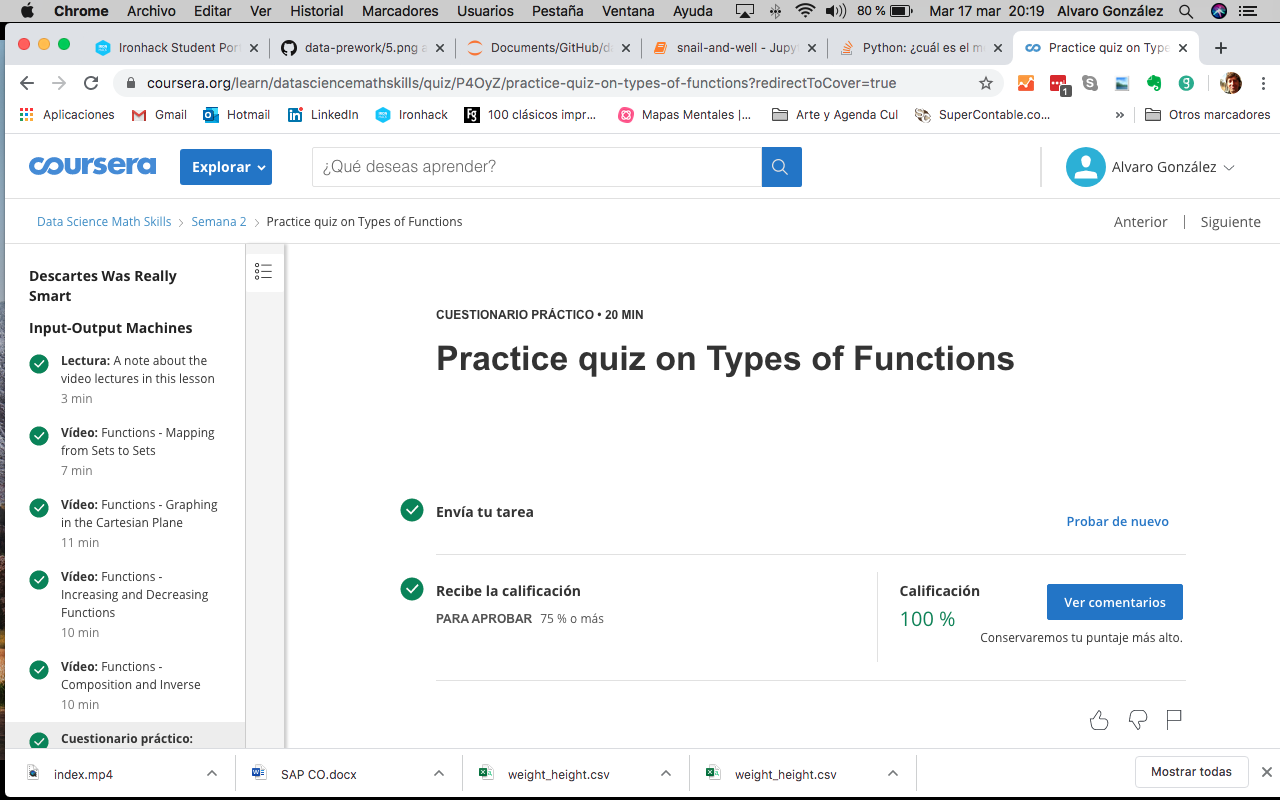 Chrome Archivo Editar Ver Historial Marcadores Usuarios Pestaña Ventana Ayuda 80 % Mar 17 mar 20:19 Alvaro González
Ironhack Student Por
data-prework/5.png a
Documents/GitHub/da
snail-and-well - Jupy
Python: ¿cuál es el m
Practice quiz on Type
coursera.org/learn/datasciencemathskills/quiz/P4OyZ/practice-quiz-on-types-of-functions?redirectToCover=true
1
Aplicaciones Gmail Hotmail LinkedIn Ironhack 100 clásicos impr... Mapas Mentales |... Arte y Agenda Cul SuperContable.co... » Otros marcadores
coursera Explorar ¿Qué deseas aprender? Alvaro González
Data Science Math Skills > Semana 2 > Practice quiz on Types of Functions
Anterior | Siguiente
Descartes Was Really
Smart
Input-Output Machines
Lectura: A note about the
video lectures in this lesson
3 min
Vídeo: Functions - Mapping
from Sets to Sets
7 min
Vídeo: Functions - Graphing
in the Cartesian Plane
11 min
Vídeo: Functions -
Increasing and Decreasing
Functions
10 min
Vídeo: Functions -
Composition and Inverse
10 min
Cuestionario práctico:
CUESTIONARIO PRÁCTICO • 20 MIN
Practice quiz on Types of Functions
Envía tu tarea
Probar de nuevo
Recibe la calificación
PARA APROBAR 75 % o más
Calificación
100 %
Ver comentarios
Conservaremos tu puntaje más alto.
index.mp4
SAP CO.docx
weight_height.csv
weight_height.csv
Mostrar todas